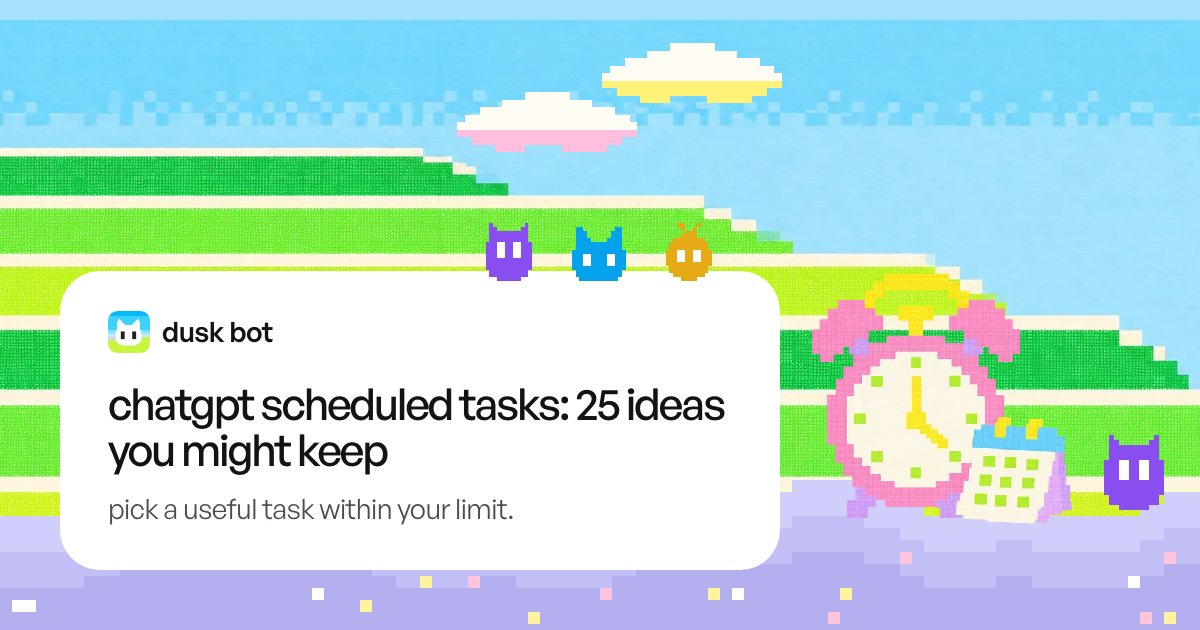 dusk bot
chatgpt scheduled tasks: 25 ideas
you might keep
pick a useful task within your limit.